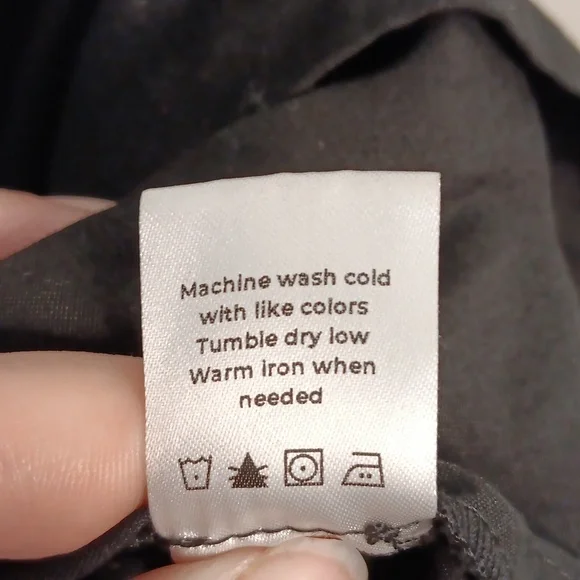 Machine wash cold
with like colors
Tumble dry low
Warm iron when
needed